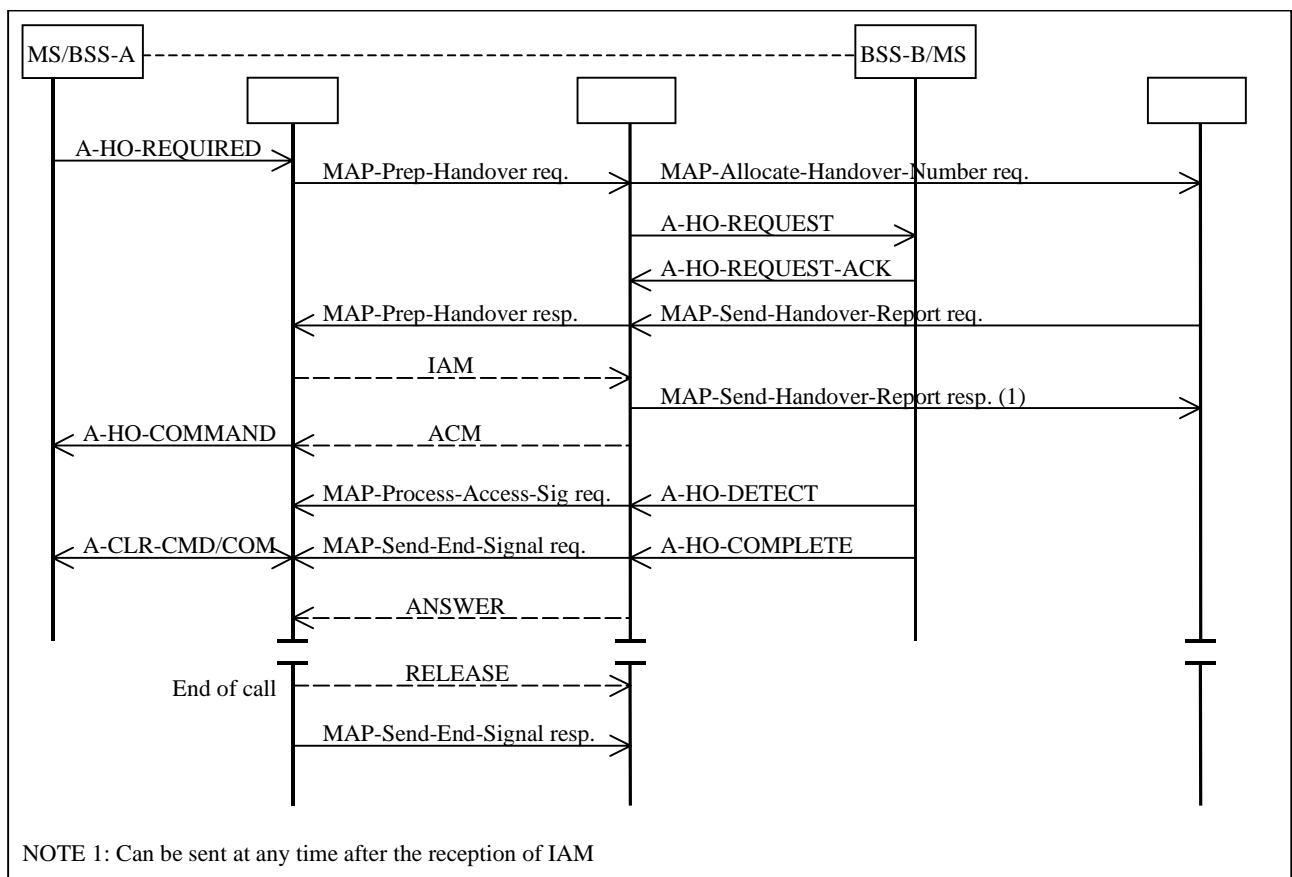 MS/BSS-A
BSS-B/MS
A-HO-REQUIRED
MAP-Prep-Handover req.
MAP-Allocate-Handover-Number req.
A-HO-REQUEST
A-HO-REQUEST-ACK
MAP-Prep-Handover resp.
MAP-Send-Handover-Report req.
IAM
MAP-Send-Handover-Report resp. (1)
A-HO-COMMAND
ACM
MAP-Process-Access-Sig req.
A-HO-DETECT
A-CLR-CMD/COM
MAP-Send-End-Signal req.
A-HO-COMPLETE
ANSWER
RELEASE
End of call
MAP-Send-End-Signal resp.
NOTE 1: Can be sent at any time after the reception of IAM